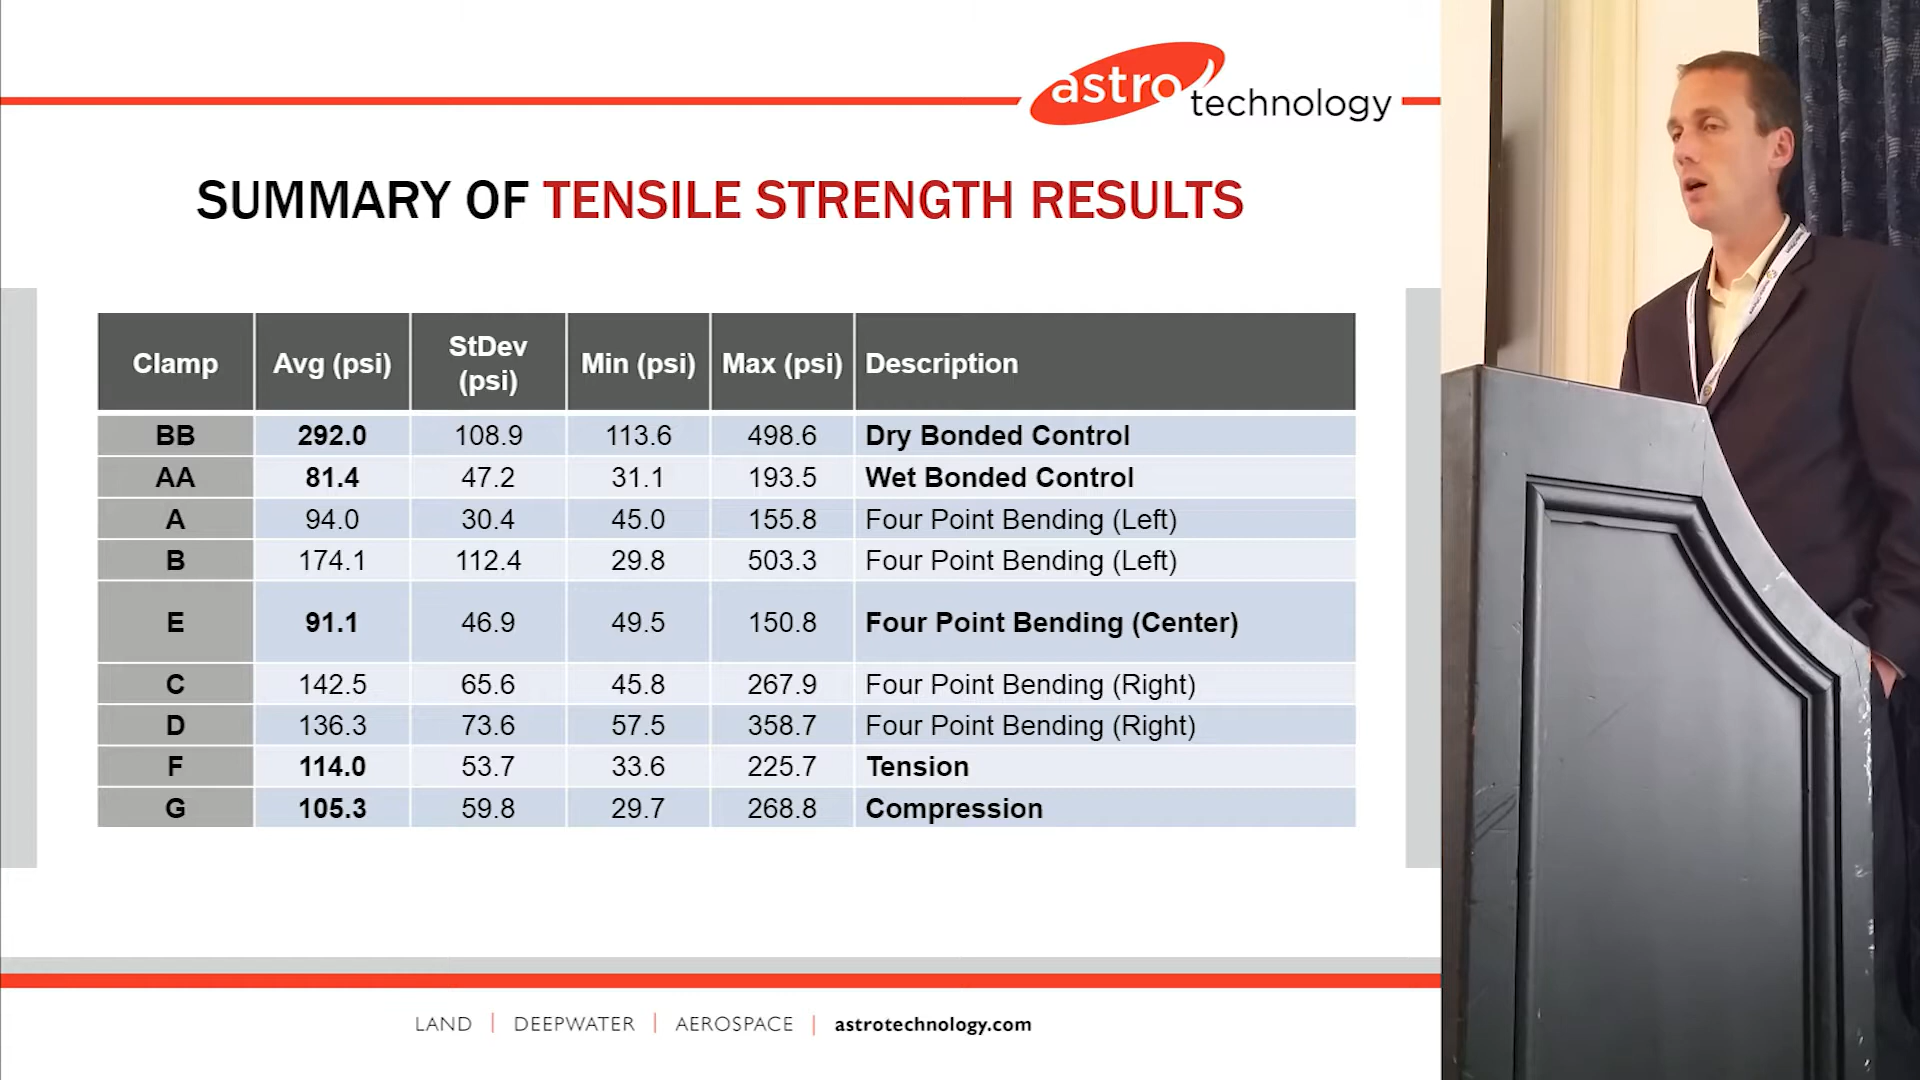 astro technology
SUMMARY OF TENSILE STRENGTH RESULTS
Clamp Avg (psi) StDev (psi) Min (psi) Max (psi) Description
BB 292.0 108.9 113.6 498.6 Dry Bonded Control
AA 81.4 47.2 31.1 193.5 Wet Bonded Control
A 94.0 30.4 45.0 155.8 Four Point Bending (Left)
B 174.1 112.4 29.8 503.3 Four Point Bending (Left)
E 91.1 46.9 49.5 150.8 Four Point Bending (Center)
C 142.5 65.6 45.8 267.9 Four Point Bending (Right)
D 136.3 73.6 57.5 358.7 Four Point Bending (Right)
F 114.0 53.7 33.6 225.7 Tension
G 105.3 59.8 29.7 268.8 Compression
LAND | DEEPWATER | AEROSPACE | astrotechnology.com